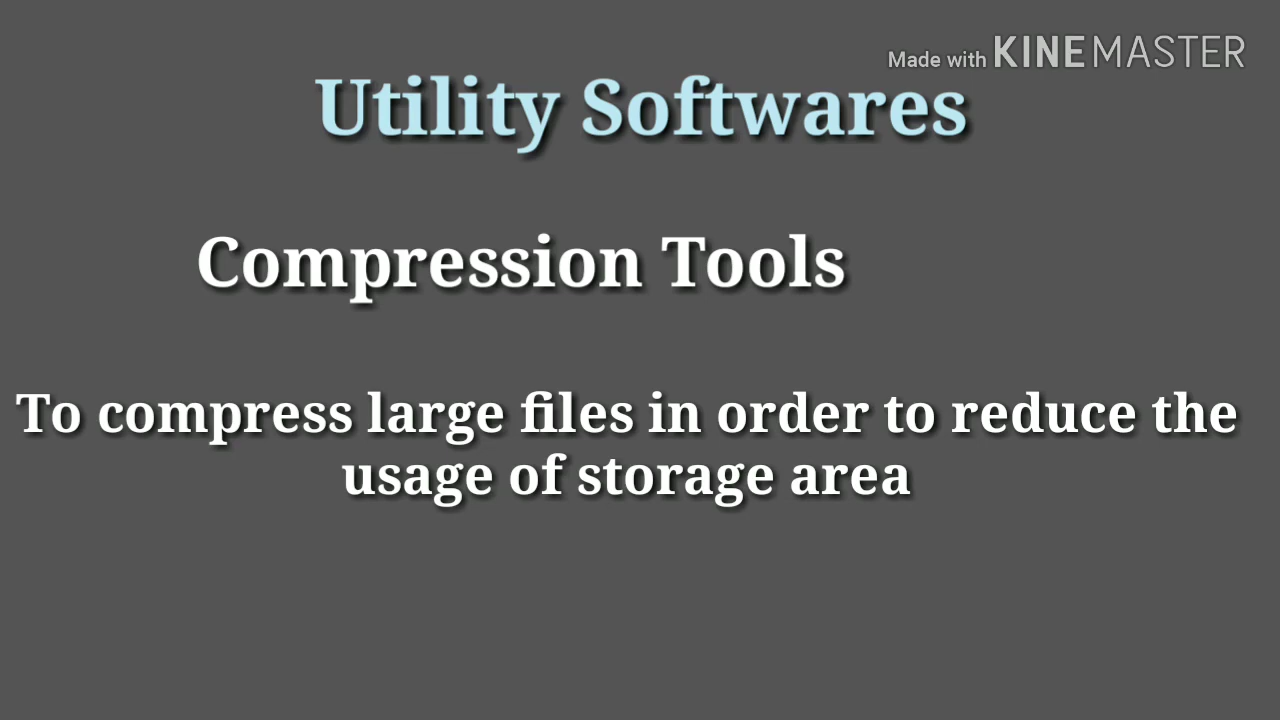 Made with KINEMASTER
Utility Softwares
Compression Tools
To compress large files in order to reduce the
usage of storage area